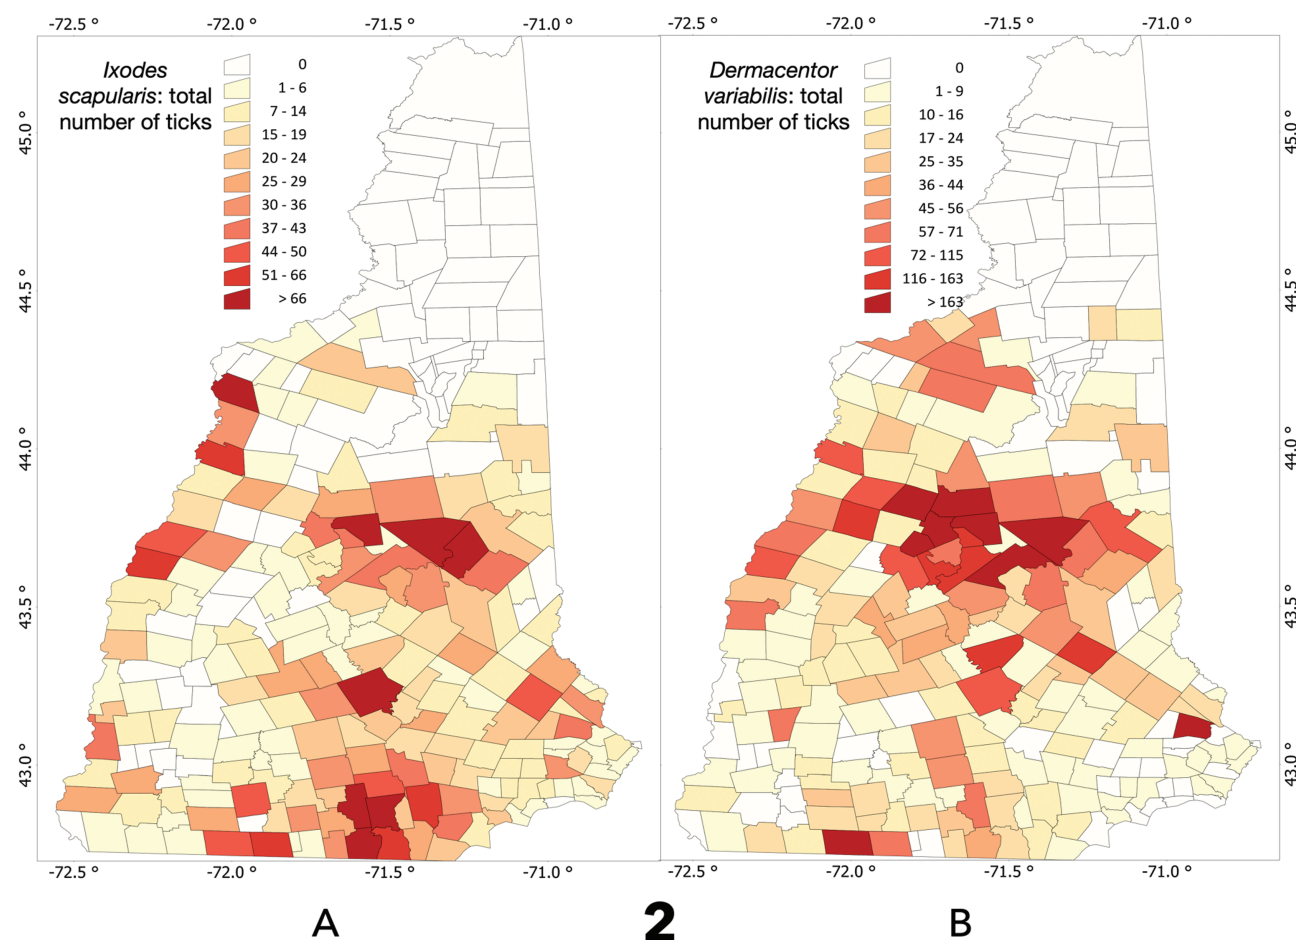 -72.5 °
-72.0 °
-71.5 °
-71.0 °
-72.5 °
-72.0 °
-71.5 °
-71.0 °
Ixodes
scapularis: total
number of ticks
0
1 - 6
7 - 14
15 - 19
20 - 24
25 - 29
30 - 36
37 - 43
44 - 50
51 - 66
> 66
Dermacentor
variabilis: total
number of ticks
0
1 - 9
10 - 16
17 - 24
25 - 35
36 - 44
45 - 56
57 - 71
72 - 115
116 - 163
> 163
45.0 °
44.5 °
44.0 °
43.5 °
43.0 °
45.0 °
44.5 °
44.0 °
43.5 °
43.0 °
-72.5 °
-72.0 °
-71.5 °
-71.0 °
-72.5 °
-72.0 °
-71.5 °
-71.0 °
A
2
B